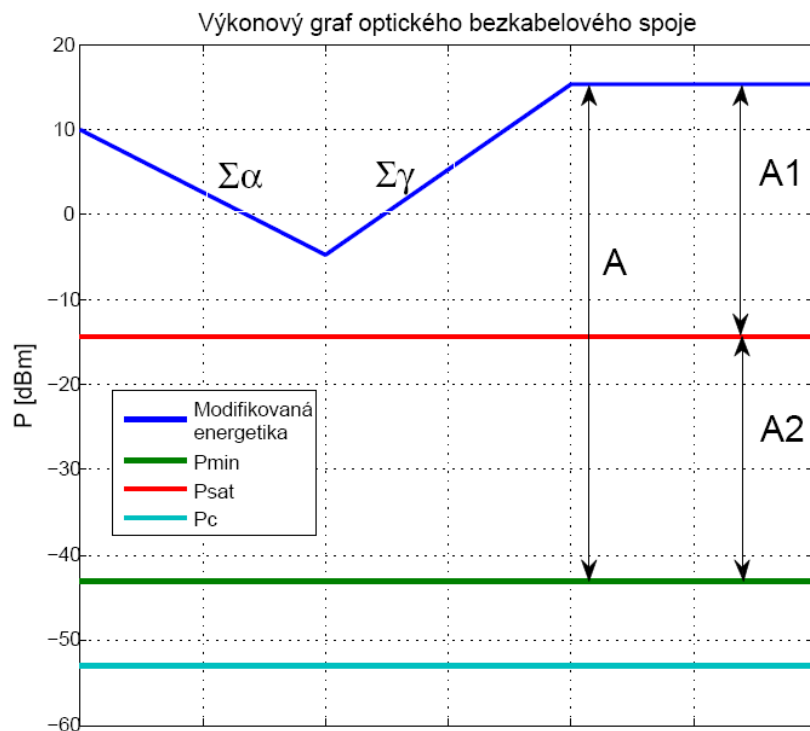 Výkonový graf optického bezkabelového spoje
20
10
0
−10
−20
−30
−40
−50
−60
P [dBm]
Σα
Σγ
A
A1
A2
Modifikovaná
energetika
Pmin
Psat
Pc